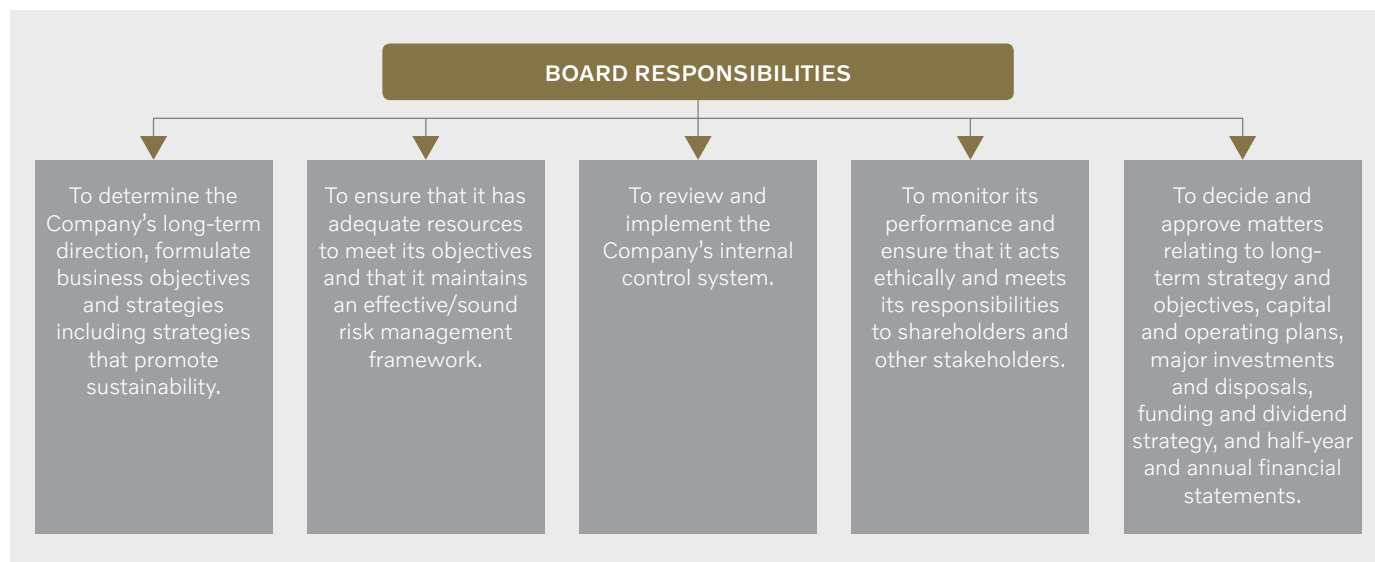 BOARD RESPONSIBILITIES
To determine the
Company’s long-term
direction, formulate
business objectives
and strategies
including strategies
that promote
sustainability.
To ensure that it has
adequate resources
to meet its objectives
and that it maintains
an effective/sound
risk management
framework.
To review and
implement the
Company’s internal
control system.
To monitor its
performance and
ensure that it acts
ethically and meets
its responsibilities
to shareholders and
other stakeholders.
To decide and
approve matters
relating to long-
term strategy and
objectives, capital
and operating plans,
major investments
and disposals,
funding and dividend
strategy, and half-year
and annual financial
statements.